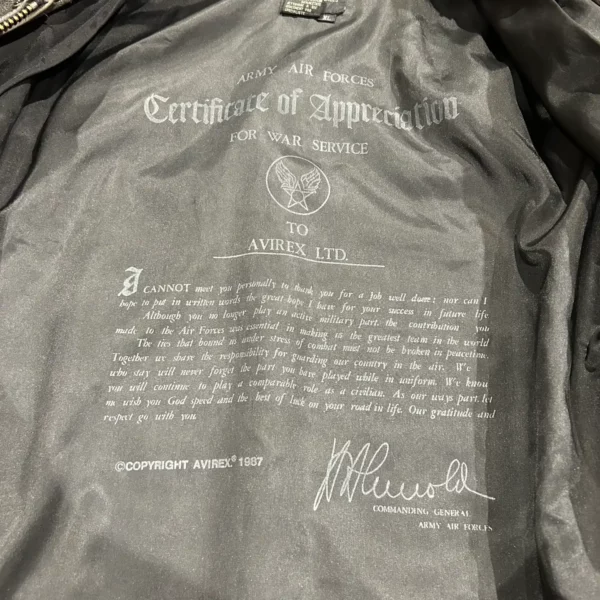 ARMY AIR FORCES
Certificate of Appreciation
FOR WAR SERVICE
TO
AVIREX LTD.
I CANNOT meet you personally to thank you for a Job well done; nor can I
hope to put in written words the great hope I have for your success in future life
Although you no longer play an active military part, the contribution you
made to the Air Forces was essential in making us the greatest team in the world
The ties that bound us under stress of combat must not be broken in peacetime.
Together we share the responsibility for guarding our country in the air. We
who stay will never forget the part you have played while in uniform. We know
you will continue to play a comparable role as a civilian. As our ways part, let
me wish you God speed and the best of luck on your road in life. Our gratitude and
respect go with you.
©COPYRIGHT AVIREX® 1987
H H Arnold
COMMANDING GENERAL
ARMY AIR FORCES